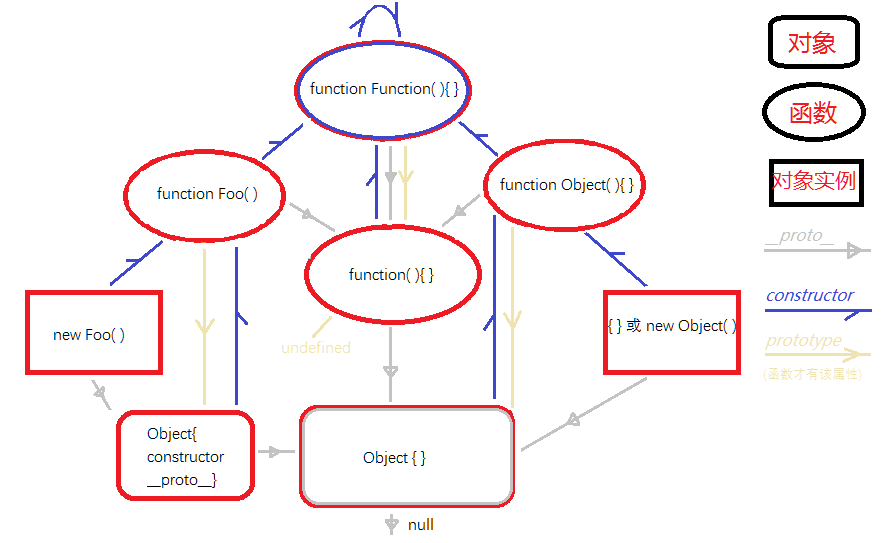 function Function( ){ }
function Foo( )
function Object( ){ }
function( ){ }
undefined
new Foo( )
{ } 或 new Object( )
Object{
constructor
__proto__}
Object { }
null
对象
函数
对象实例
__proto__
constructor
prototype
(函数才有该属性)